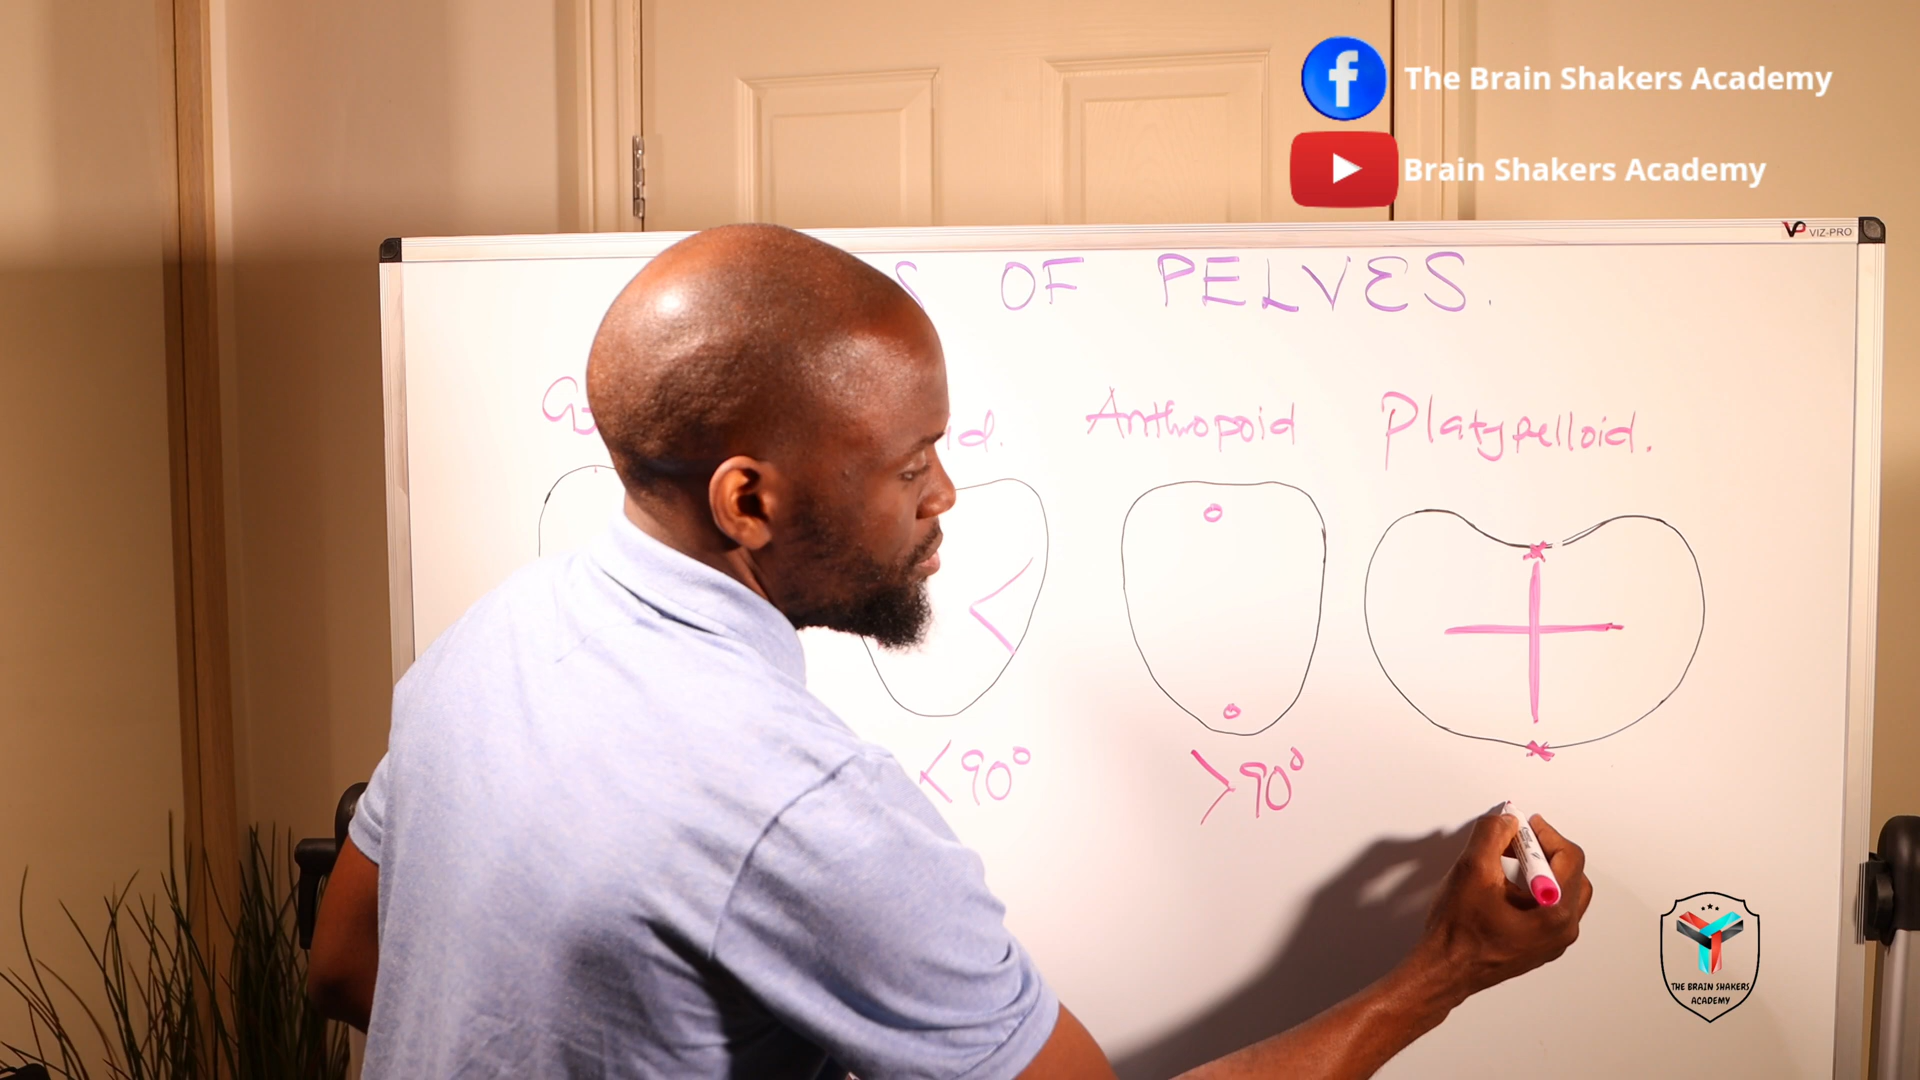 The Brain Shakers Academy
Brain Shakers Academy
VIZ-PRO
S OF PELVES.
Anthropoid Platypelloid.
<90° >90°
THE BRAIN SHAKERS
ACADEMY